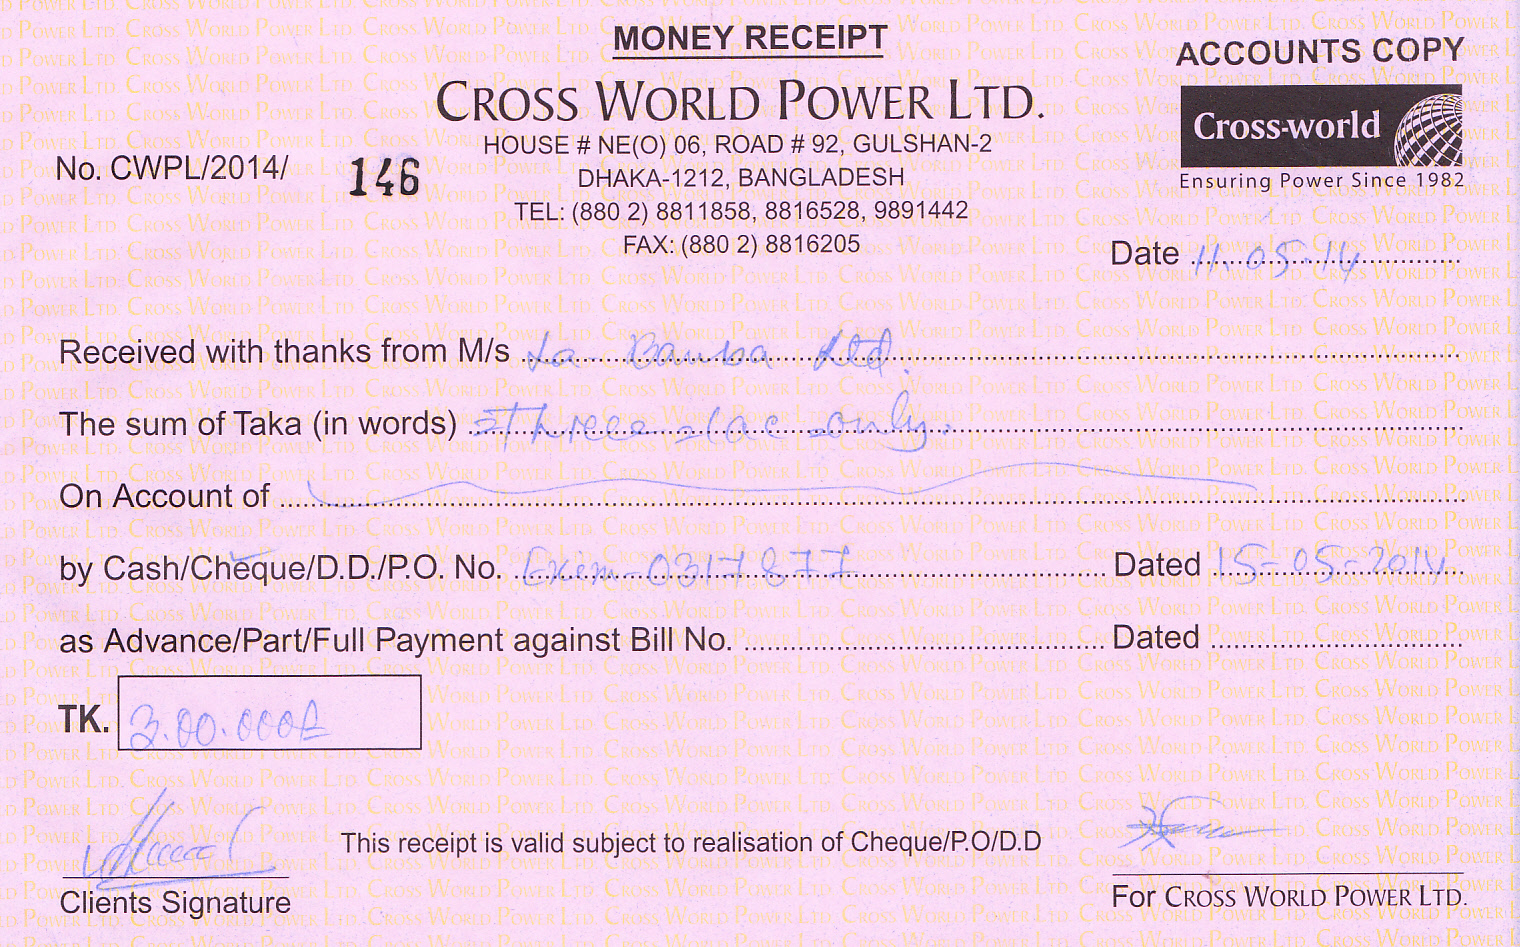 MONEY RECEIPT
ACCOUNTS COPY
CROSS WORLD POWER LTD.
Cross-world
Ensuring Power Since 1982
HOUSE # NE(O) 06, ROAD # 92, GULSHAN-2
DHAKA-1212, BANGLADESH
TEL: (880 2) 8811858, 8816528, 9891442
FAX: (880 2) 8816205
No. CWPL/2014/ 146
Date 11.05.14
Received with thanks from M/s La-Bamba Ltd.
The sum of Taka (in words) =Three=lac=only.
On Account of
by Cash/Cheque/D.D./P.O. No. Exim-0317877 Dated 15-05-2014
as Advance/Part/Full Payment against Bill No. Dated
TK. 3.00.000/=
This receipt is valid subject to realisation of Cheque/P.O/D.D
Clients Signature
For CROSS WORLD POWER LTD.